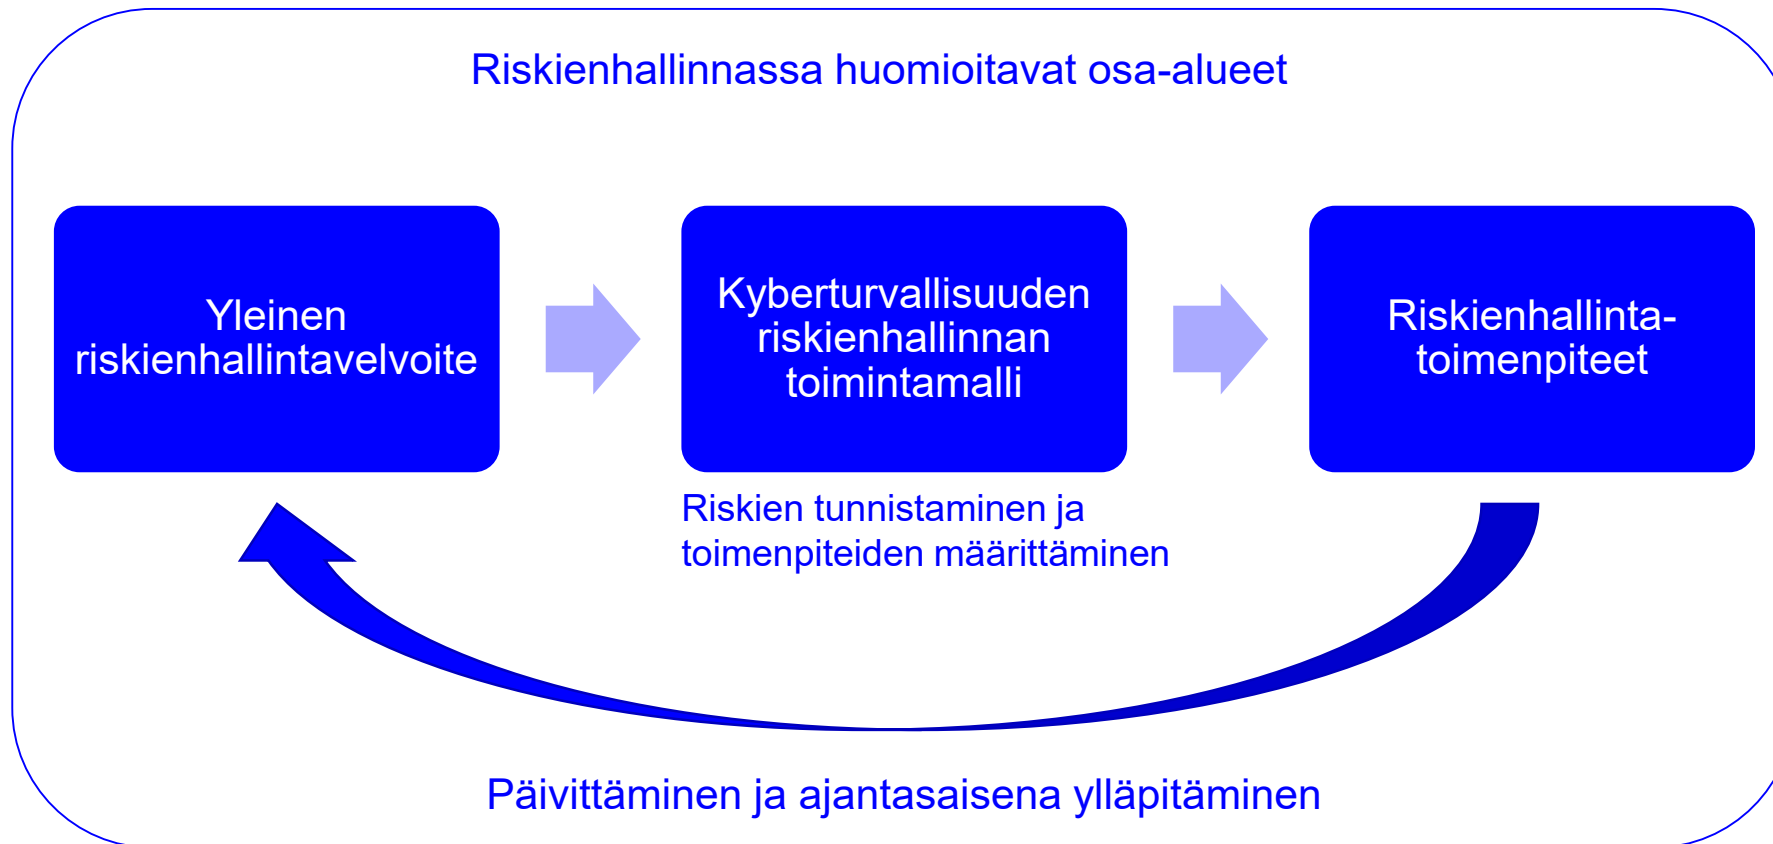 Riskienhallinnassa huomioitavat osa-alueet
Yleinen
riskienhallintavelvoite
Kyberturvallisuuden
riskienhallinnan
toimintamalli
Riskienhallinta-
toimenpiteet
Riskien tunnistaminen ja
toimenpiteiden määrittäminen
Päivittäminen ja ajantasaisena ylläpitäminen